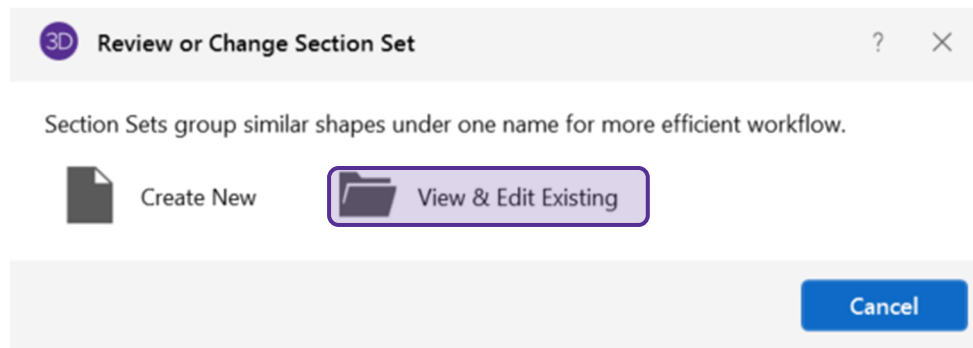 3D Review or Change Section Set ? ×
Section Sets group similar shapes under one name for more efficient workflow.
Create New View & Edit Existing
Cancel